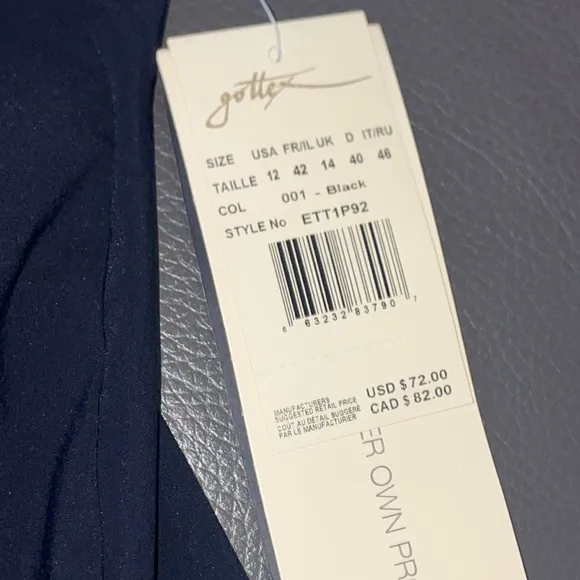 gottex
SIZE USA FR/IL UK D IT/RU
TAILLE 12 42 14 40 46
COL 001 - Black
STYLE No ETT1P92
6 63232 83790 7
MANUFACTURERS
SUGGESTED RETAIL PRICE
COÛT AU DÉTAIL SUGGÉRÉ
PAR LE MANUFACTURIER
USD $72.00
CAD $82.00
ER OWN PR